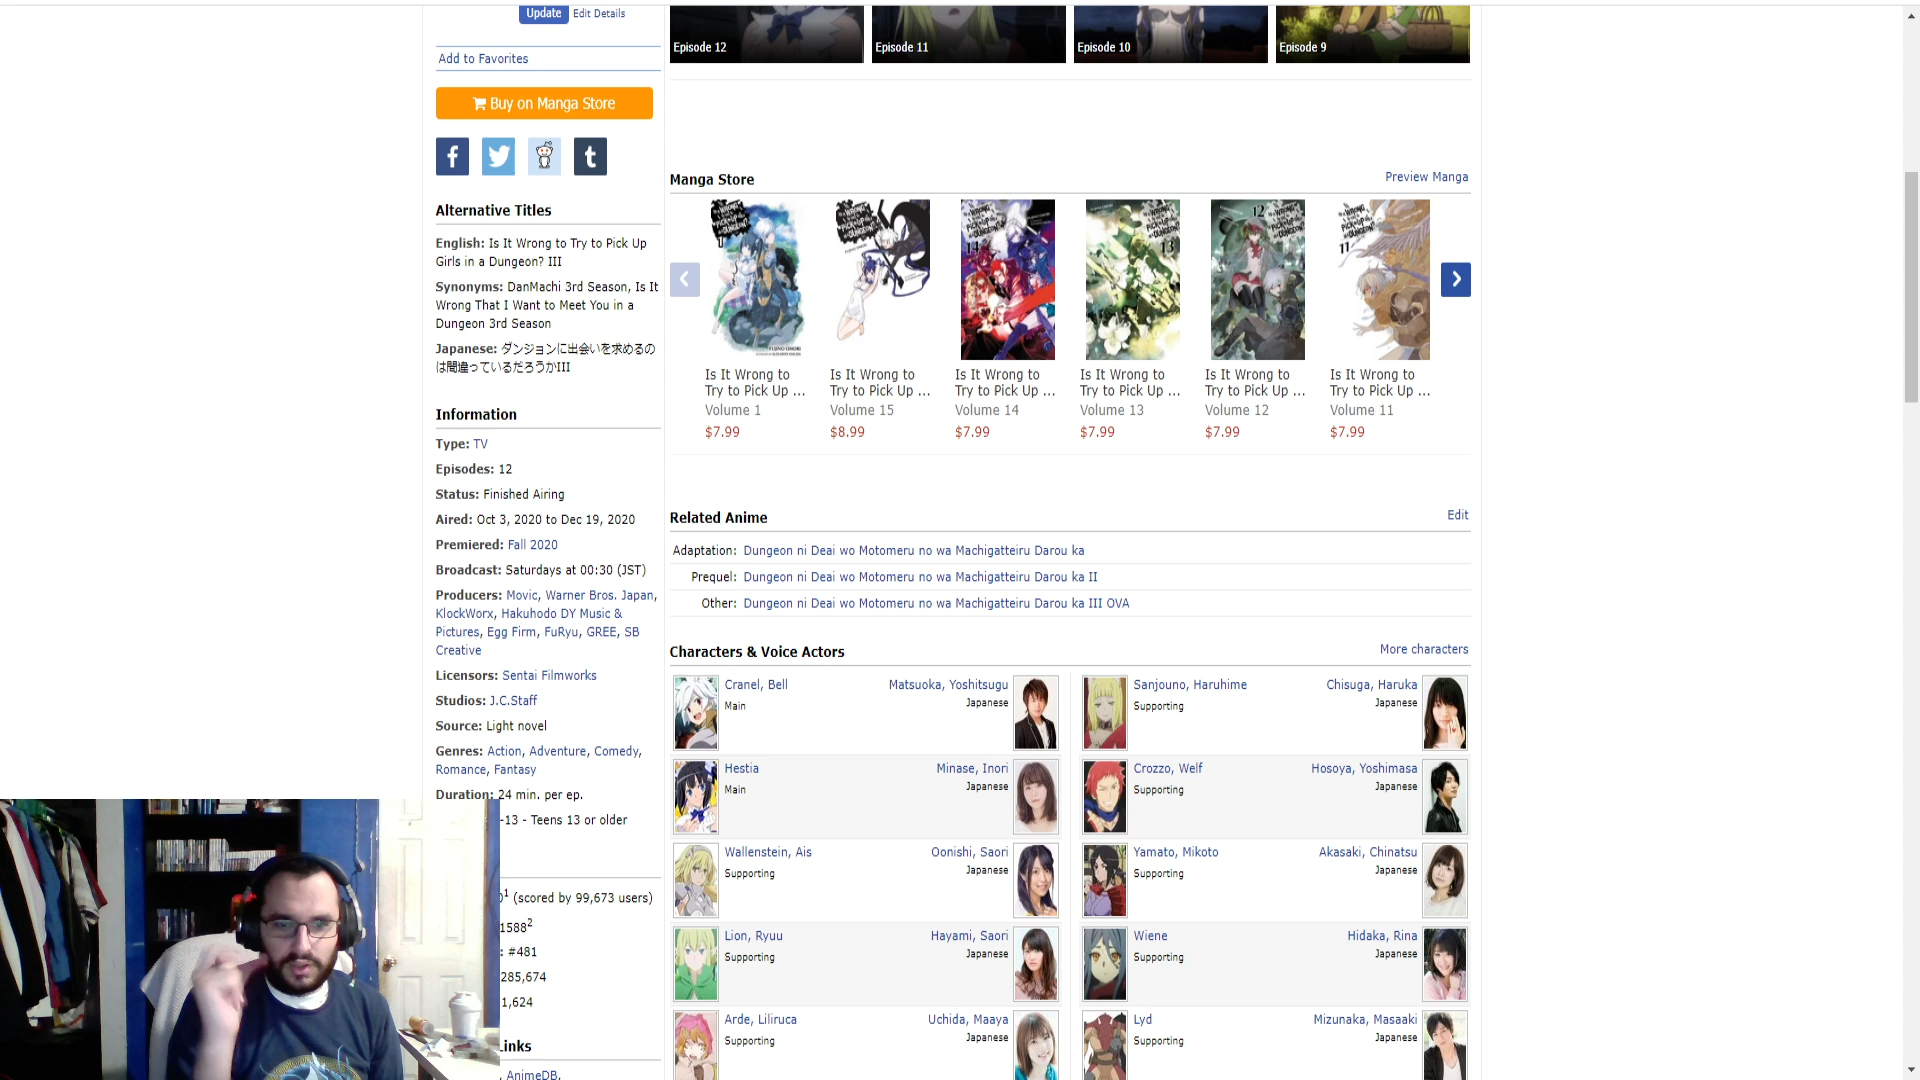 Update Edit Details
Add to Favorites
Buy on Manga Store
Alternative Titles
English: Is It Wrong to Try to Pick Up
Girls in a Dungeon? III
Synonyms: DanMachi 3rd Season, Is It
Wrong That I Want to Meet You in a
Dungeon 3rd Season
Japanese: ダンジョンに出会いを求めるの
は間違っているだろうかIII
Information
Type: TV
Episodes: 12
Status: Finished Airing
Aired: Oct 3, 2020 to Dec 19, 2020
Premiered: Fall 2020
Broadcast: Saturdays at 00:30 (JST)
Producers: Movic, Warner Bros. Japan,
KlockWorx, Hakuhodo DY Music &
Pictures, Egg Firm, FuRyu, GREE, SB
Creative
Licensors: Sentai Filmworks
Studios: J.C.Staff
Source: Light novel
Genres: Action, Adventure, Comedy,
Romance, Fantasy
Duration: 24 min. per ep.
-13 - Teens 13 or older
(scored by 99,673 users)
1588²
: #481
285,674
1,624
Links
, AnimeDB,
Episode 12
Episode 11
Episode 10
Episode 9
Manga Store
Preview Manga
Is It Wrong to
Try to Pick Up ...
Volume 1
$7.99
Is It Wrong to
Try to Pick Up ...
Volume 15
$8.99
Is It Wrong to
Try to Pick Up ...
Volume 14
$7.99
Is It Wrong to
Try to Pick Up ...
Volume 13
$7.99
Is It Wrong to
Try to Pick Up ...
Volume 12
$7.99
Is It Wrong to
Try to Pick Up ...
Volume 11
$7.99
Related Anime
Edit
Adaptation: Dungeon ni Deai wo Motomeru no wa Machigatteiru Darou ka
Prequel: Dungeon ni Deai wo Motomeru no wa Machigatteiru Darou ka II
Other: Dungeon ni Deai wo Motomeru no wa Machigatteiru Darou ka III OVA
Characters & Voice Actors
More characters
Cranel, Bell
Main
Matsuoka, Yoshitsugu
Japanese
Sanjouno, Haruhime
Supporting
Chisuga, Haruka
Japanese
Hestia
Main
Minase, Inori
Japanese
Crozzo, Welf
Supporting
Hosoya, Yoshimasa
Japanese
Wallenstein, Ais
Supporting
Oonishi, Saori
Japanese
Yamato, Mikoto
Supporting
Akasaki, Chinatsu
Japanese
Lion, Ryuu
Supporting
Hayami, Saori
Japanese
Wiene
Supporting
Hidaka, Rina
Japanese
Arde, Liliruca
Supporting
Uchida, Maaya
Japanese
Lyd
Supporting
Mizunaka, Masaaki
Japanese